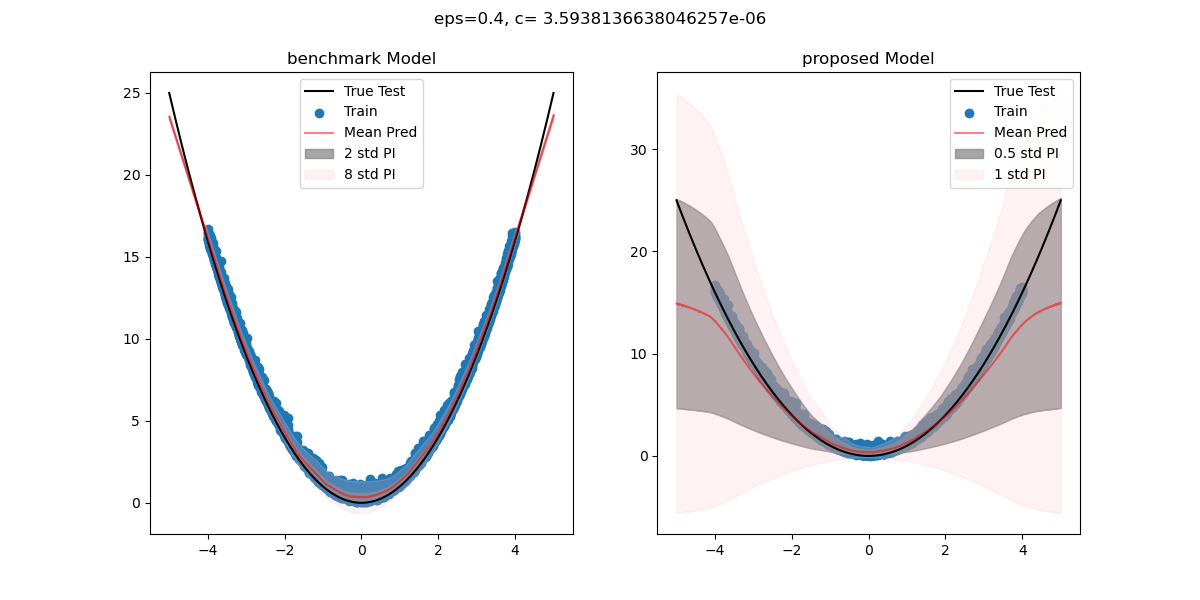 eps=0.4, c= 3.5938136638046257e-06
benchmark Model
True Test
Train
Mean Pred
2 std PI
8 std PI
25
20
15
10
5
0
−4
−2
0
2
4
proposed Model
True Test
Train
Mean Pred
0.5 std PI
1 std PI
30
20
10
0
−4
−2
0
2
4